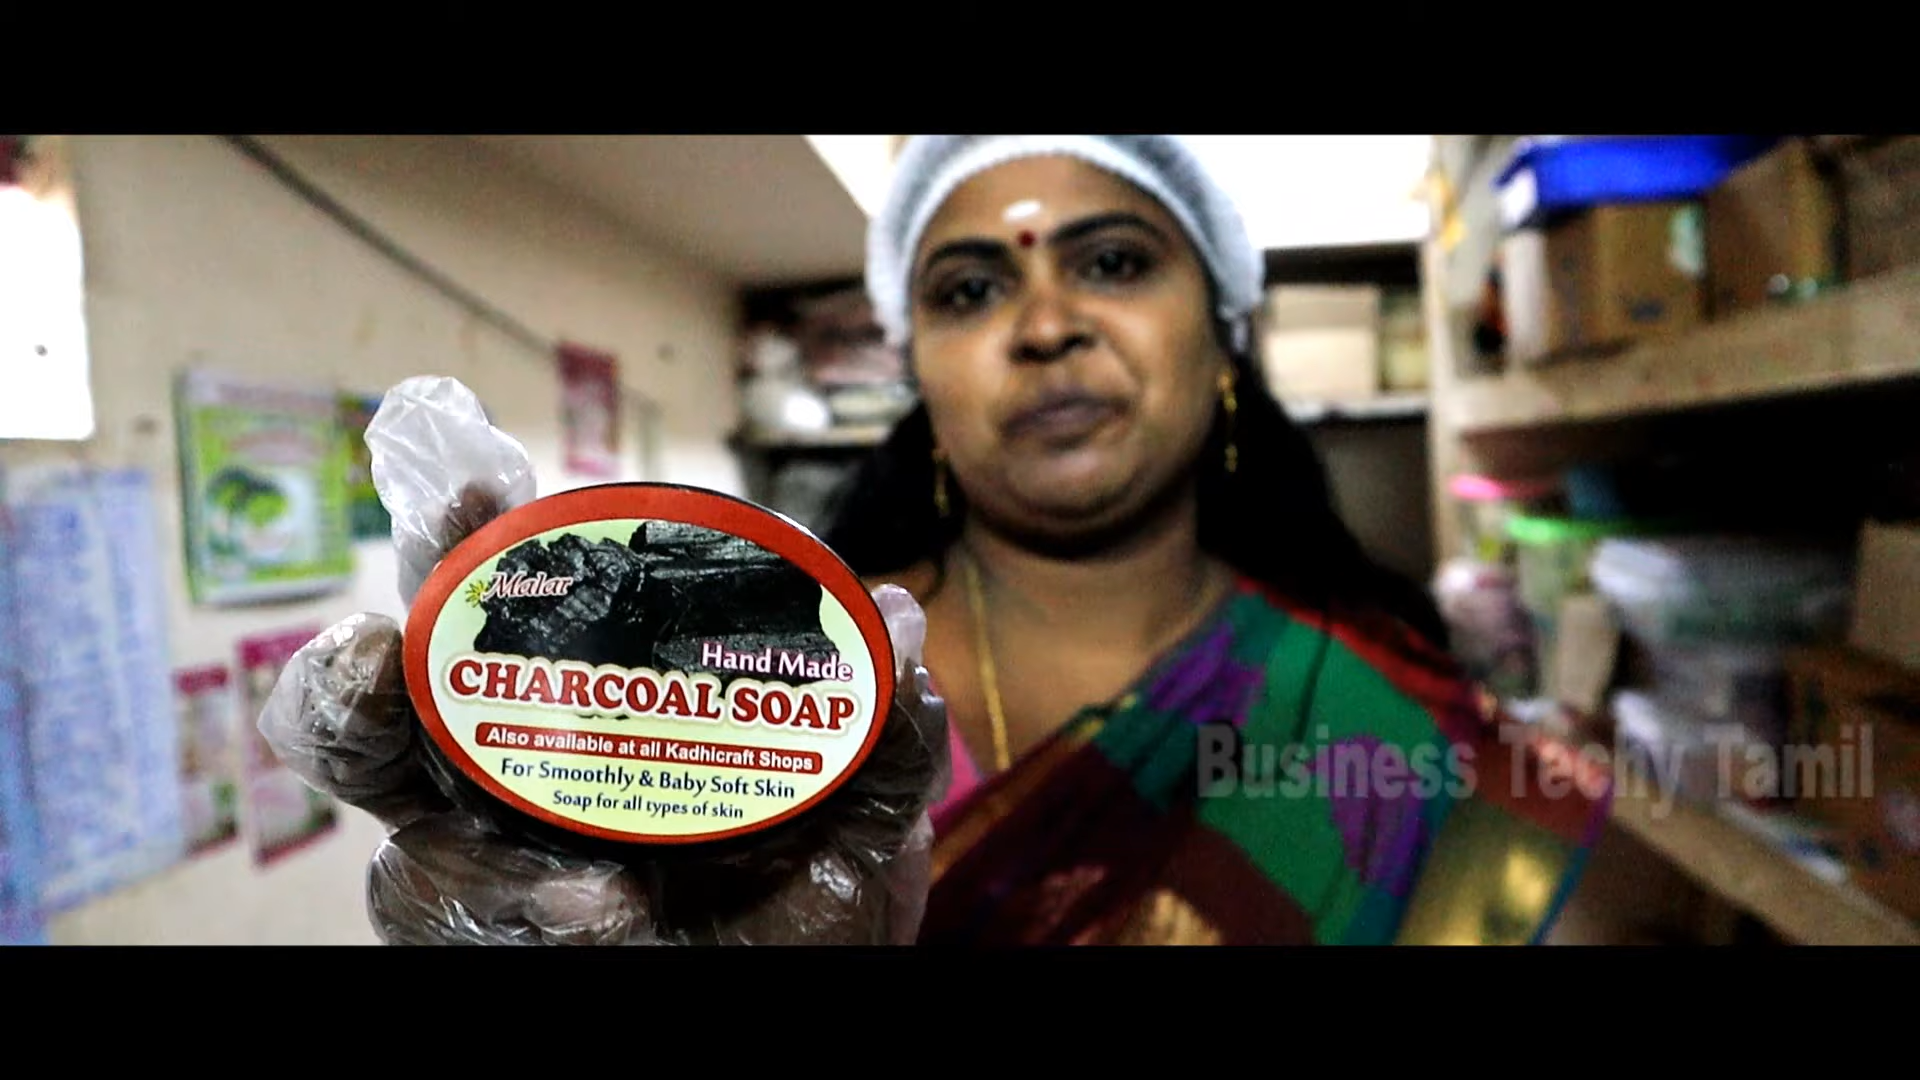 Malar
Hand Made
CHARCOAL SOAP
Also available at all Kadhicraft Shops
For Smoothly & Baby Soft Skin
Soap for all types of skin
Business Techy Tamil